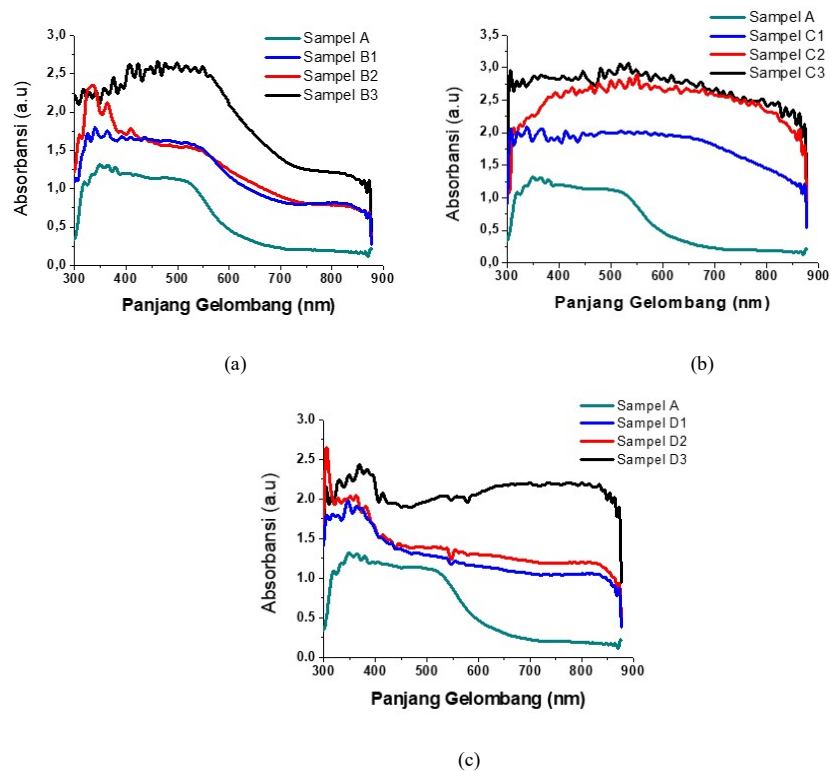 Sampel A
Sampel B1
Sampel B2
Sampel B3
Absorbansi (a.u)
3,0
2,5
2,0
1,5
1,0
0,5
0,0
300 400 500 600 700 800 900
Panjang Gelombang (nm)
(a)
Sampel A
Sampel C1
Sampel C2
Sampel C3
Absorbansi (a.u)
3,5
3,0
2,5
2,0
1,5
1,0
0,5
0,0
300 400 500 600 700 800 900
Panjang Gelombang (nm)
(b)
Sampel A
Sampel D1
Sampel D2
Sampel D3
Absorbansi (a.u)
3.0
2.5
2.0
1.5
1.0
0.5
0.0
300 400 500 600 700 800 900
Panjang Gelombang (nm)
(c)